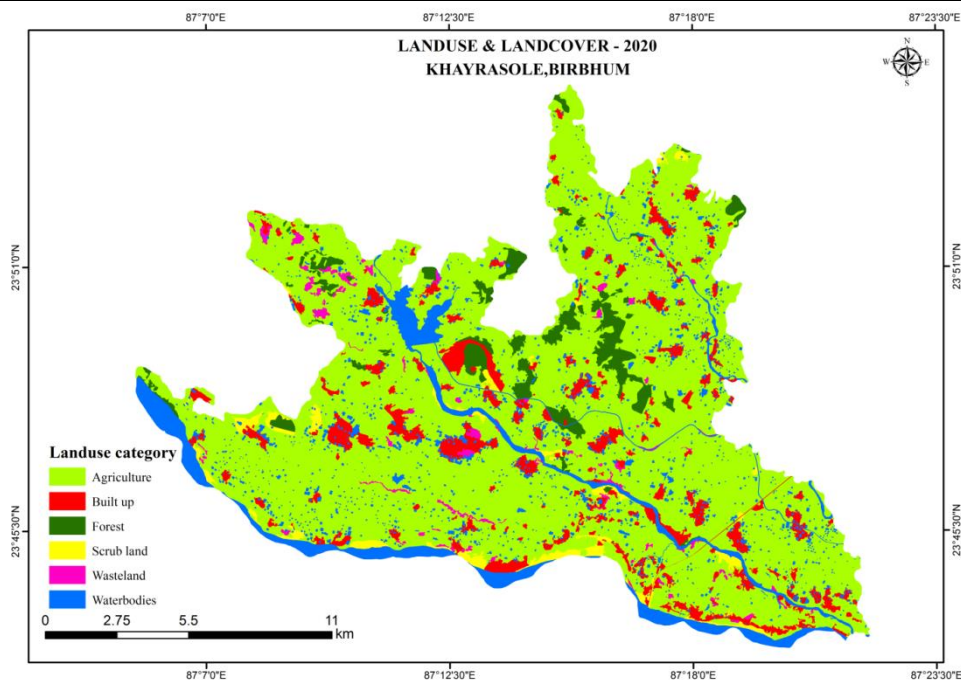 87°7'0"E 87°12'30"E 87°18'0"E 87°23'30"E
LANDUSE & LANDCOVER - 2020
KHAYRASOLE,BIRBHUM
N
W E
S
23°51'0"N 23°51'0"N
Landuse category
Agriculture
Built up
Forest
Scrub land
Wasteland
Waterbodies
23°45'30"N 23°45'30"N
0 2.75 5.5 11
km
87°7'0"E 87°12'30"E 87°18'0"E 87°23'30"E